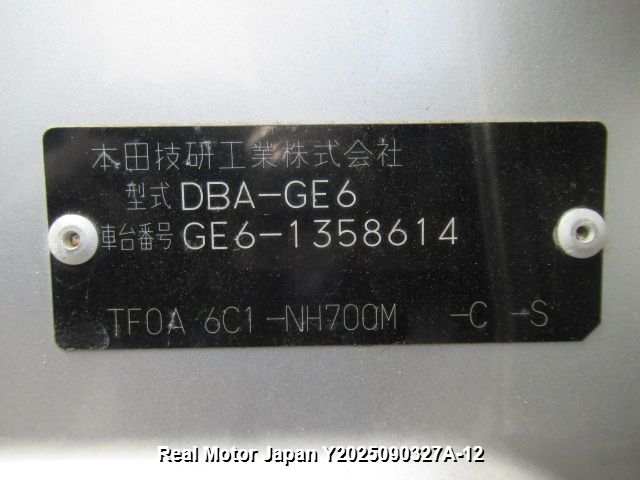 本田技研工業株式会社
型式 DBA-GE6
車台番号 GE6-1358614
TF0A 6C1-NH700M -C -S
Real Motor Japan Y2025090327A-12